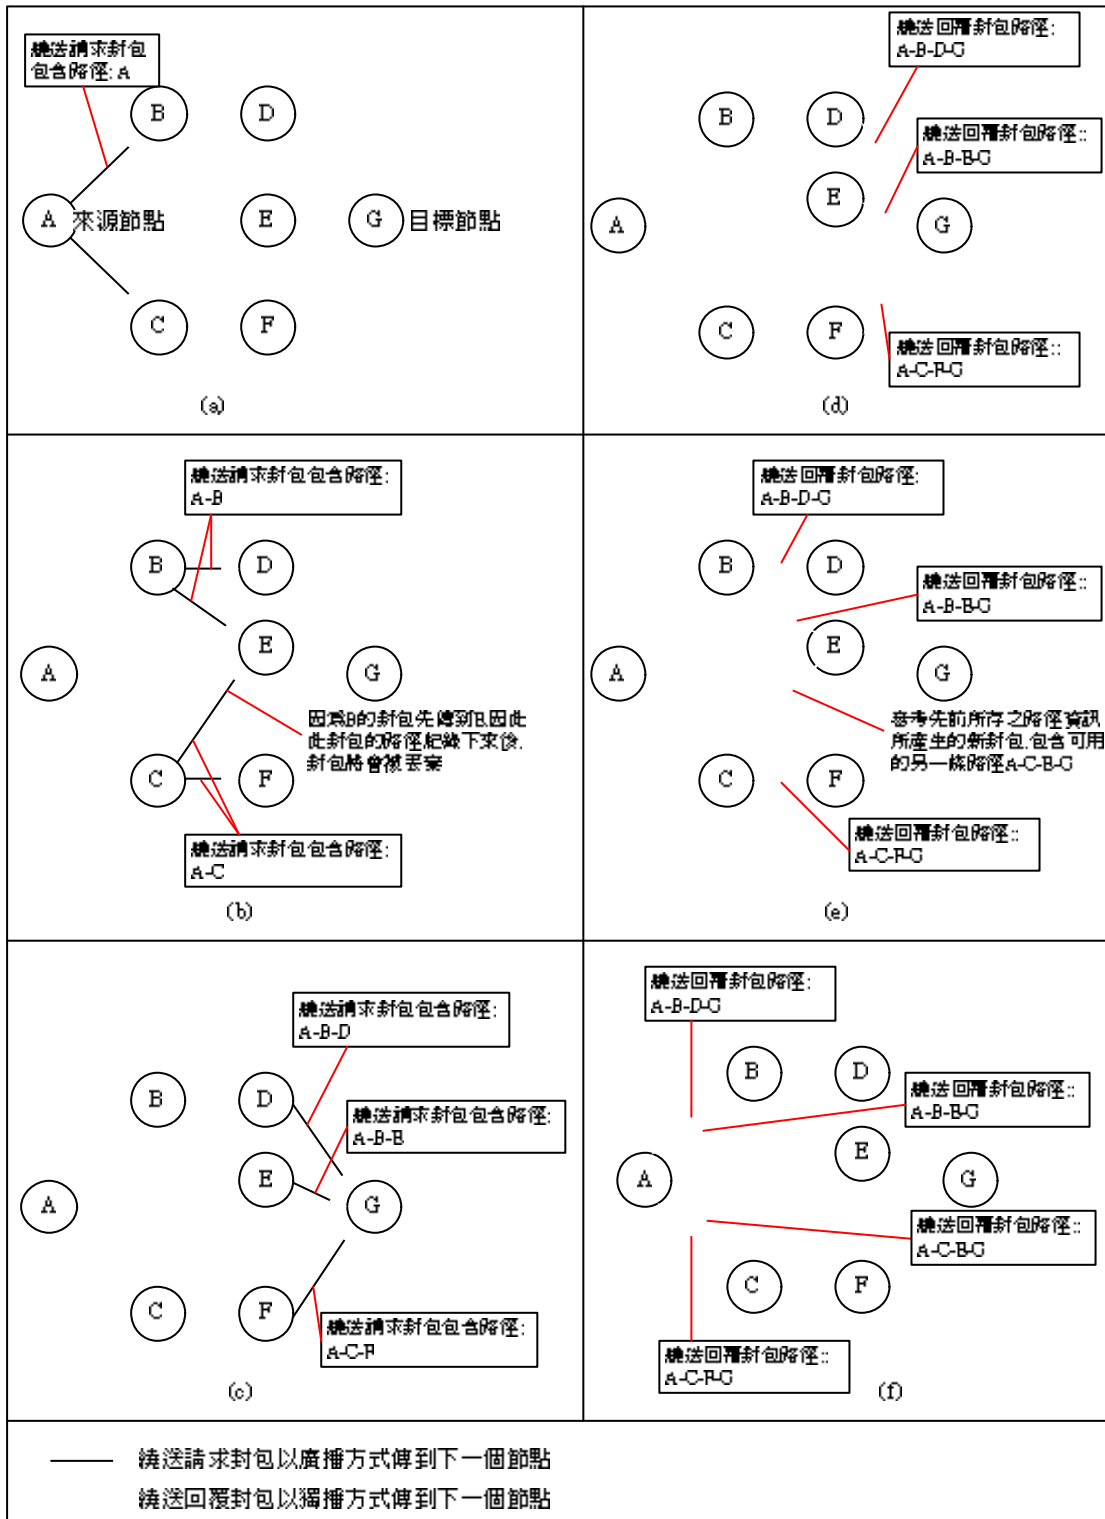 繞送請求封包
包含路徑: A
B
D
A
來源節點
E
G
目標節點
C
F
(a)
繞送回覆封包路徑:
A-B-D-G
繞送回覆封包路徑::
A-B-E-G
B
D
E
A
G
C
F
繞送回覆封包路徑::
A-C-F-G
(d)
繞送請求封包包含路徑:
A-B
B
D
E
A
G
因為B的封包先傳到E,因此
此封包的路徑紀錄下來後,
封包將會被丟棄
C
F
繞送請求封包包含路徑:
A-C
(b)
繞送回覆封包路徑:
A-B-D-G
B
D
繞送回覆封包路徑::
A-B-E-G
E
A
G
參考先前所存之路徑資訊
所產生的新封包,包含可用
的另一條路徑A-C-E-G
C
F
繞送回覆封包路徑::
A-C-F-G
(e)
繞送請求封包包含路徑:
A-B-D
B
D
繞送請求封包包含路徑:
A-B-E
E
A
G
C
F
繞送請求封包包含路徑:
A-C-F
(c)
繞送回覆封包路徑:
A-B-D-G
B
D
繞送回覆封包路徑::
A-B-E-G
E
A
G
繞送回覆封包路徑::
A-C-E-G
C
F
繞送回覆封包路徑::
A-C-F-G
(f)
繞送請求封包以廣播方式傳到下一個節點
繞送回覆封包以獨播方式傳到下一個節點